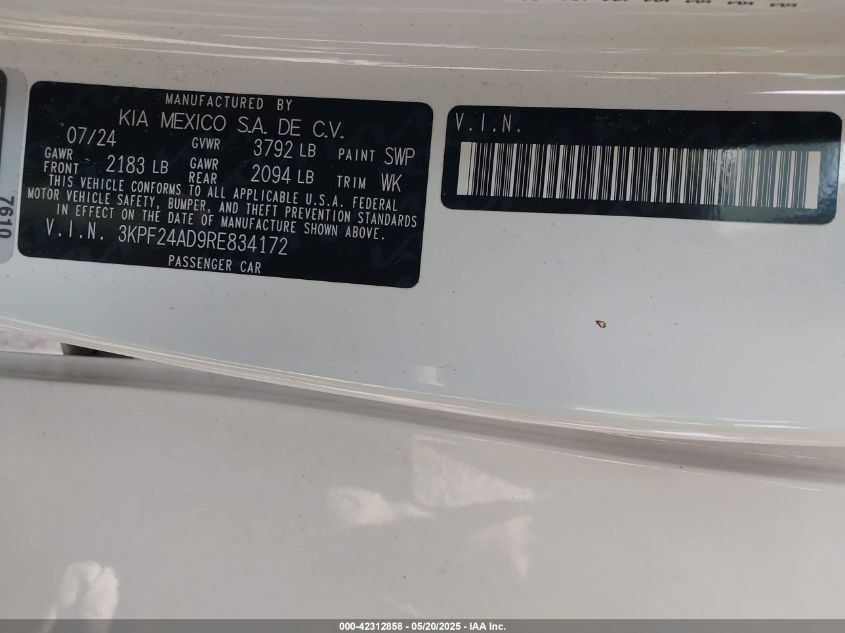 MANUFACTURED BY
KIA MEXICO S.A. DE C.V.
07/24 GVWR 3792 LB PAINT SWP
GAWR FRONT - 2183 LB GAWR REAR 2094 LB TRIM WK
THIS VEHICLE CONFORMS TO ALL APPLICABLE U.S.A. FEDERAL
MOTOR VEHICLE SAFETY, BUMPER, AND THEFT PREVENTION STANDARDS
IN EFFECT ON THE DATE OF MANUFACTURE SHOWN ABOVE.
V.I.N. 3KPF24AD9RE834172
PASSENGER CAR
V.I.N.
7610
000-42312858 - 05/20/2025 - IAA Inc.